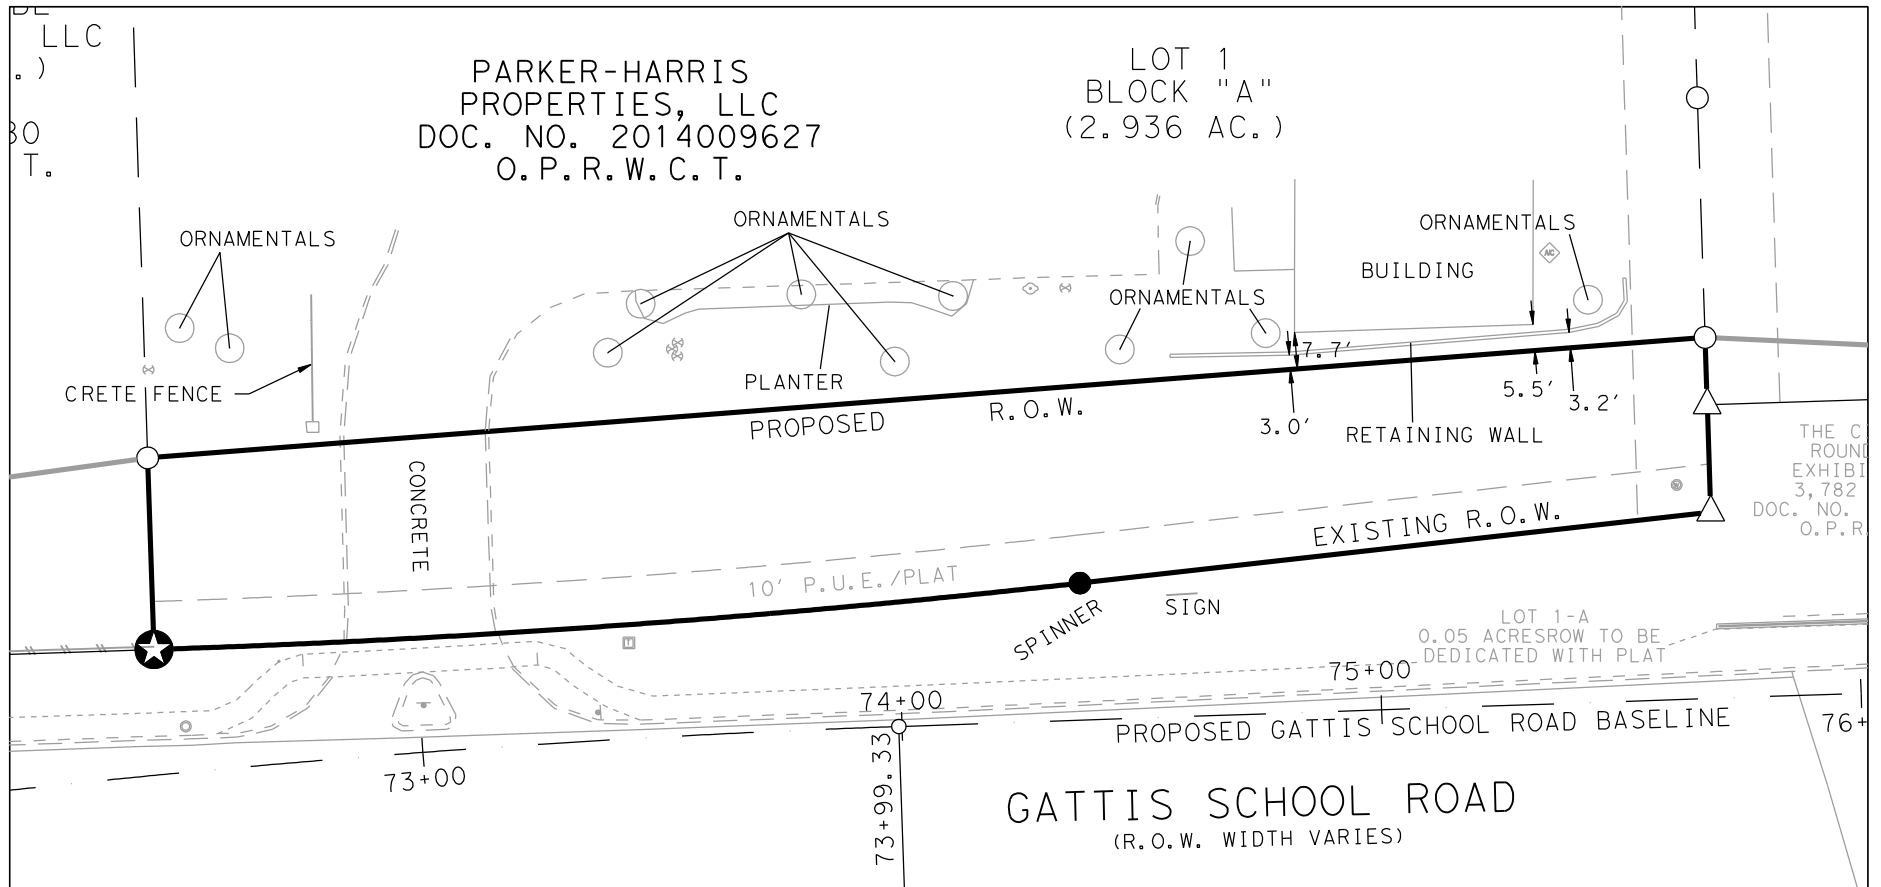 LLC
.)
T.
PARKER-HARRIS
PROPERTIES, LLC
DOC. NO. 2014009627
O.P.R.W.C.T.
LOT 1
BLOCK "A"
(2.936 AC.)
ORNAMENTALS
ORNAMENTALS
ORNAMENTALS
BUILDING
A/C
ORNAMENTALS
CRETE FENCE
PLANTER
7.7'
5.5'
3.2'
3.0'
RETAINING WALL
PROPOSED R.O.W.
CONCRETE
THE C
ROUND
EXHIBI
3,782
DOC. NO.
O.P.R.
EXISTING R.O.W.
10' P.U.E./PLAT
SPINNER
SIGN
E
LOT 1-A
0.05 ACRESROW TO BE
DEDICATED WITH PLAT
73+00
74+00
75+00
76+
73+99.33
PROPOSED GATTIS SCHOOL ROAD BASELINE
GATTIS SCHOOL ROAD
(R.O.W. WIDTH VARIES)